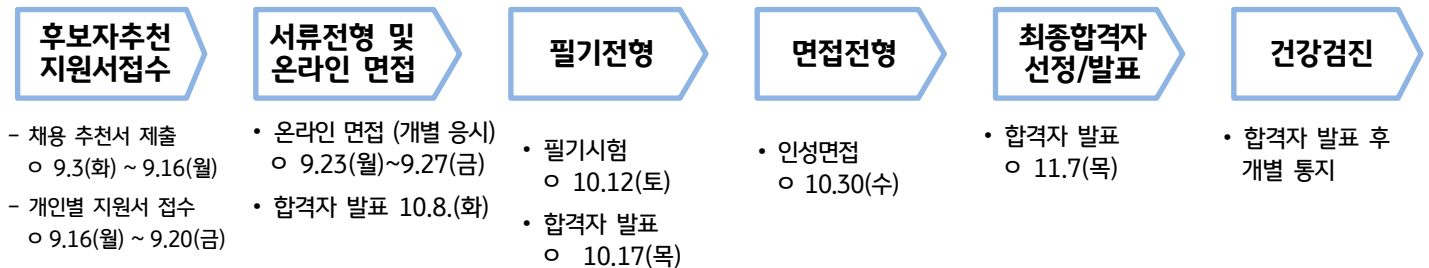 후보자추천
지원서접수
- 채용 추천서 제출
ㅇ 9.3(화) ~ 9.16(월)
- 개인별 지원서 접수
ㅇ 9.16(월) ~ 9.20(금)
서류전형 및
온라인 면접
• 온라인 면접 (개별 응시)
ㅇ 9.23(월)~9.27(금)
• 합격자 발표 10.8.(화)
필기전형
• 필기시험
ㅇ 10.12(토)
• 합격자 발표
ㅇ 10.17(목)
면접전형
• 인성면접
ㅇ 10.30(수)
최종합격자
선정/발표
• 합격자 발표
ㅇ 11.7(목)
건강검진
• 합격자 발표 후
개별 통지